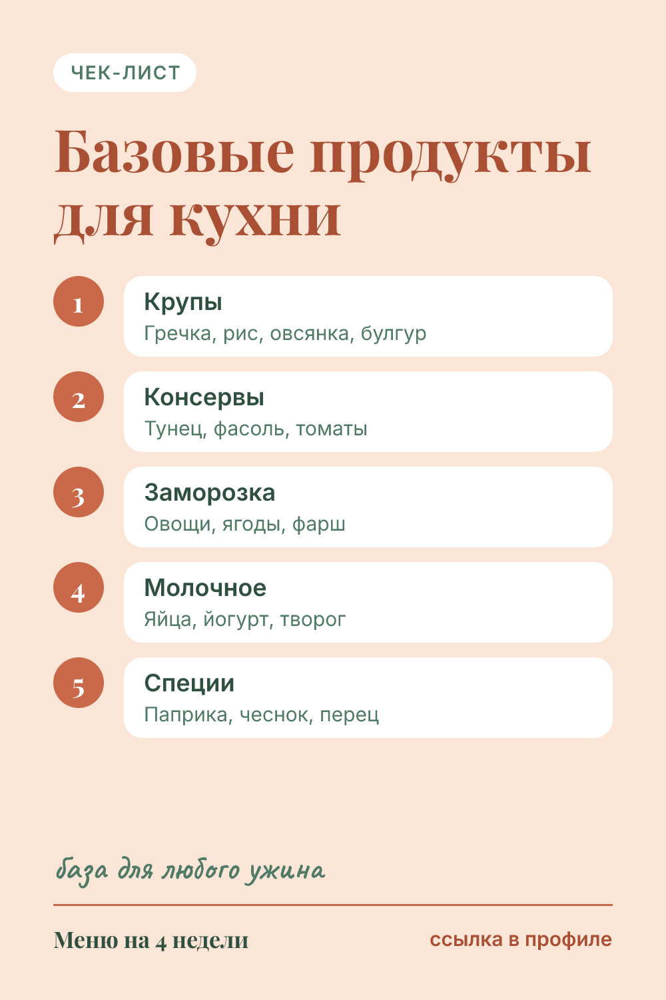 ЧЕК-ЛИСТ
Базовые продукты
для кухни
1
Крупы
Гречка, рис, овсянка, булгур
2
Консервы
Тунец, фасоль, томаты
3
Заморозка
Овощи, ягоды, фарш
4
Молочное
Яйца, йогурт, творог
5
Специи
Паприка, чеснок, перец
база для любого ужина
Меню на 4 недели
ссылка в профиле